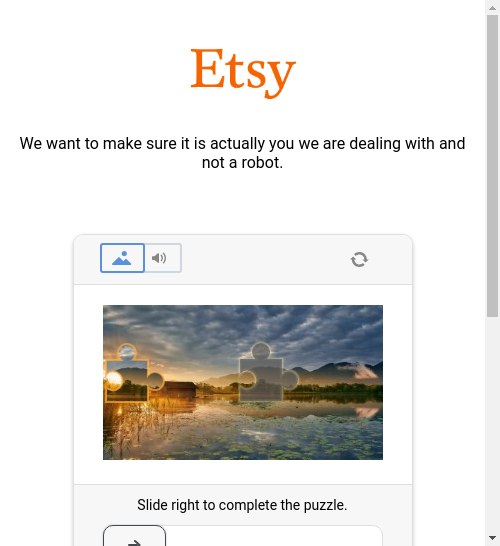 Etsy
We want to make sure it is actually you we are dealing with and
not a robot.
Slide right to complete the puzzle.